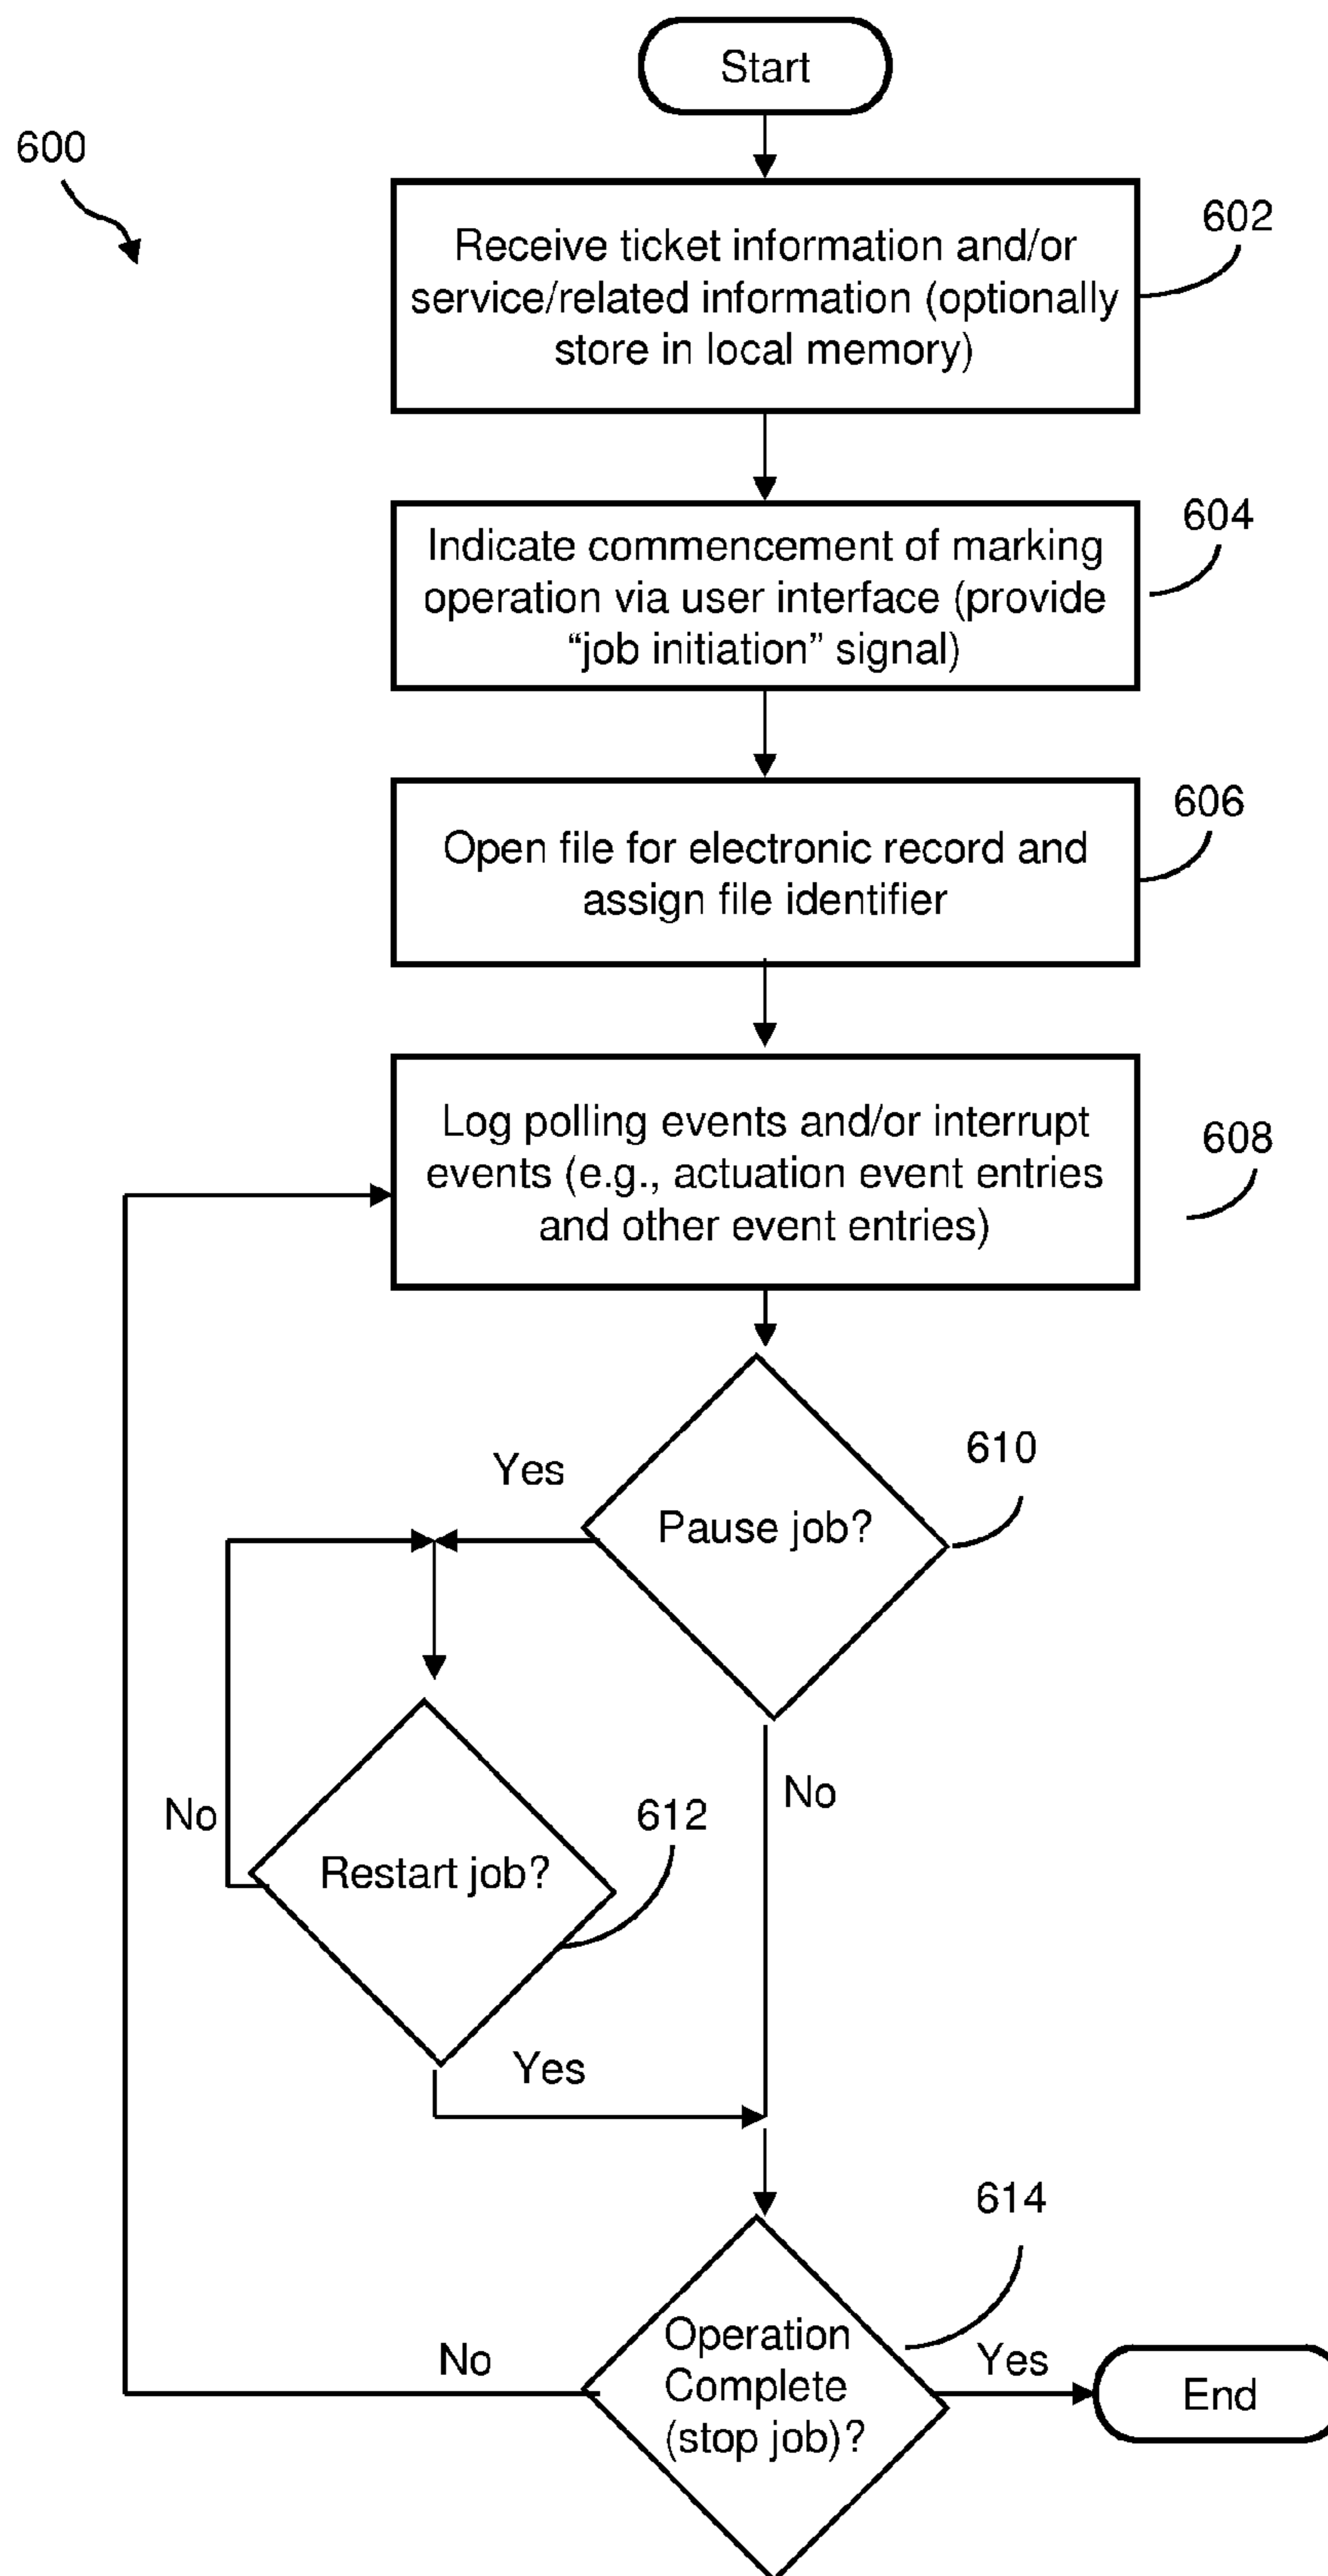 Start
600
602
Receive ticket information and/or
service/related information (optionally
store in local memory)
604
Indicate commencement of marking
operation via user interface (provide
“job initiation” signal)
606
Open file for electronic record and
assign file identifier
608
Log polling events and/or interrupt
events (e.g., actuation event entries
and other event entries)
610
Yes
Pause job?
No
612
No
Restart job?
Yes
614
Operation
Complete
(stop job)?
No
Yes
End